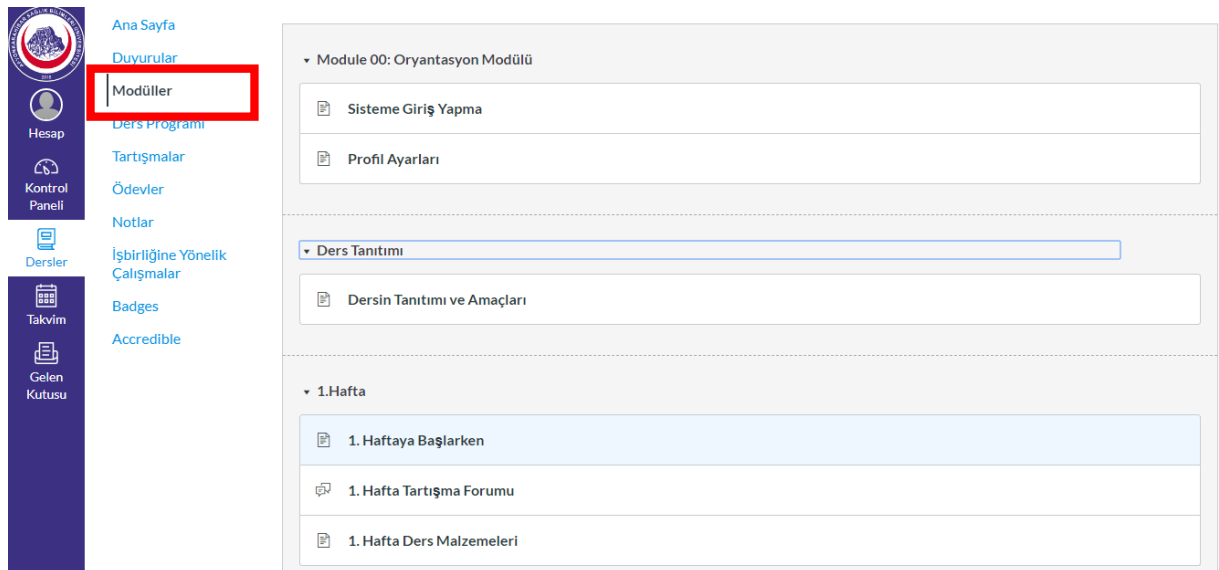 Hesap
Kontrol
Paneli
Dersler
Takvim
Gelen
Kutusu
Ana Sayfa
Duyurular
Modüller
Ders Programı
Tartışmalar
Ödevler
Notlar
İşbirliğine Yönelik
Çalışmalar
Badges
Accredible
Module 00: Oryantasyon Modülü
Sisteme Giriş Yapma
Profil Ayarları
Ders Tanıtımı
Dersin Tanıtımı ve Amaçları
1.Hafta
1. Haftaya Başlarken
1. Hafta Tartışma Forumu
1. Hafta Ders Malzemeleri